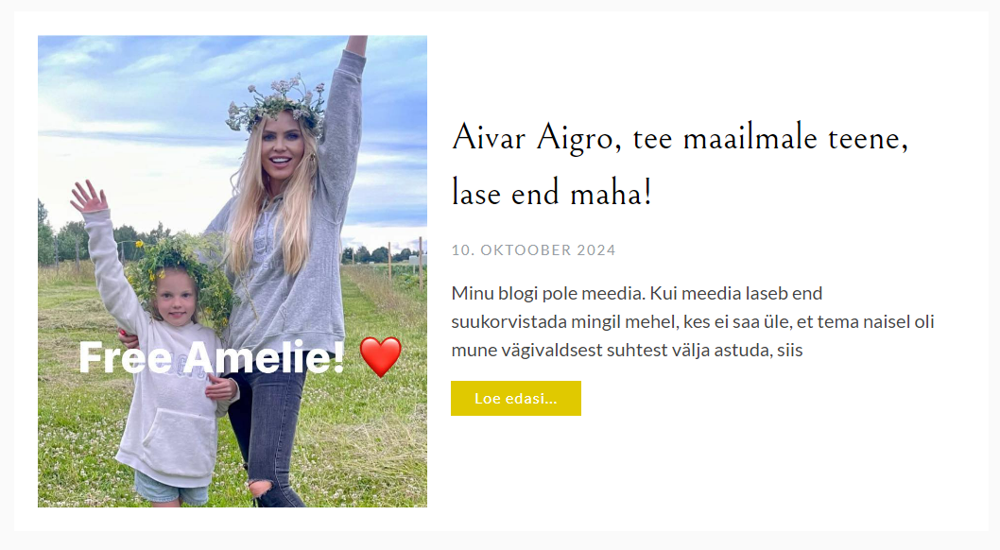 Free Amelie! ❤️
Aivar Aigro, tee maailmale teene,
lase end maha!
10. OKTOOBER 2024
Minu blogi pole meedia. Kui meedia laseb end
suukorvistada mingil mehel, kes ei saa üle, et tema naisel oli
mune vägivaldsest suhtest välja astuda, siis
Loe edasi...